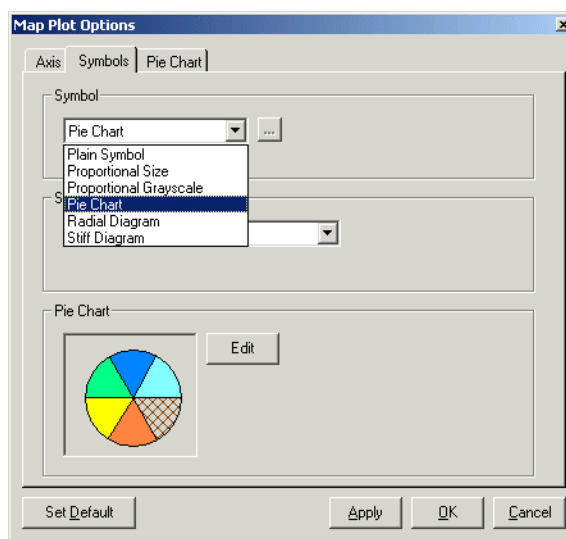 Map Plot Options
Axis Symbols Pie Chart
Symbol
Pie Chart ...
Plain Symbol
Proportional Size
Proportional Grayscale
S
Pie Chart
Radial Diagram
Stiff Diagram
Pie Chart
Edit
Set Default Apply OK Cancel